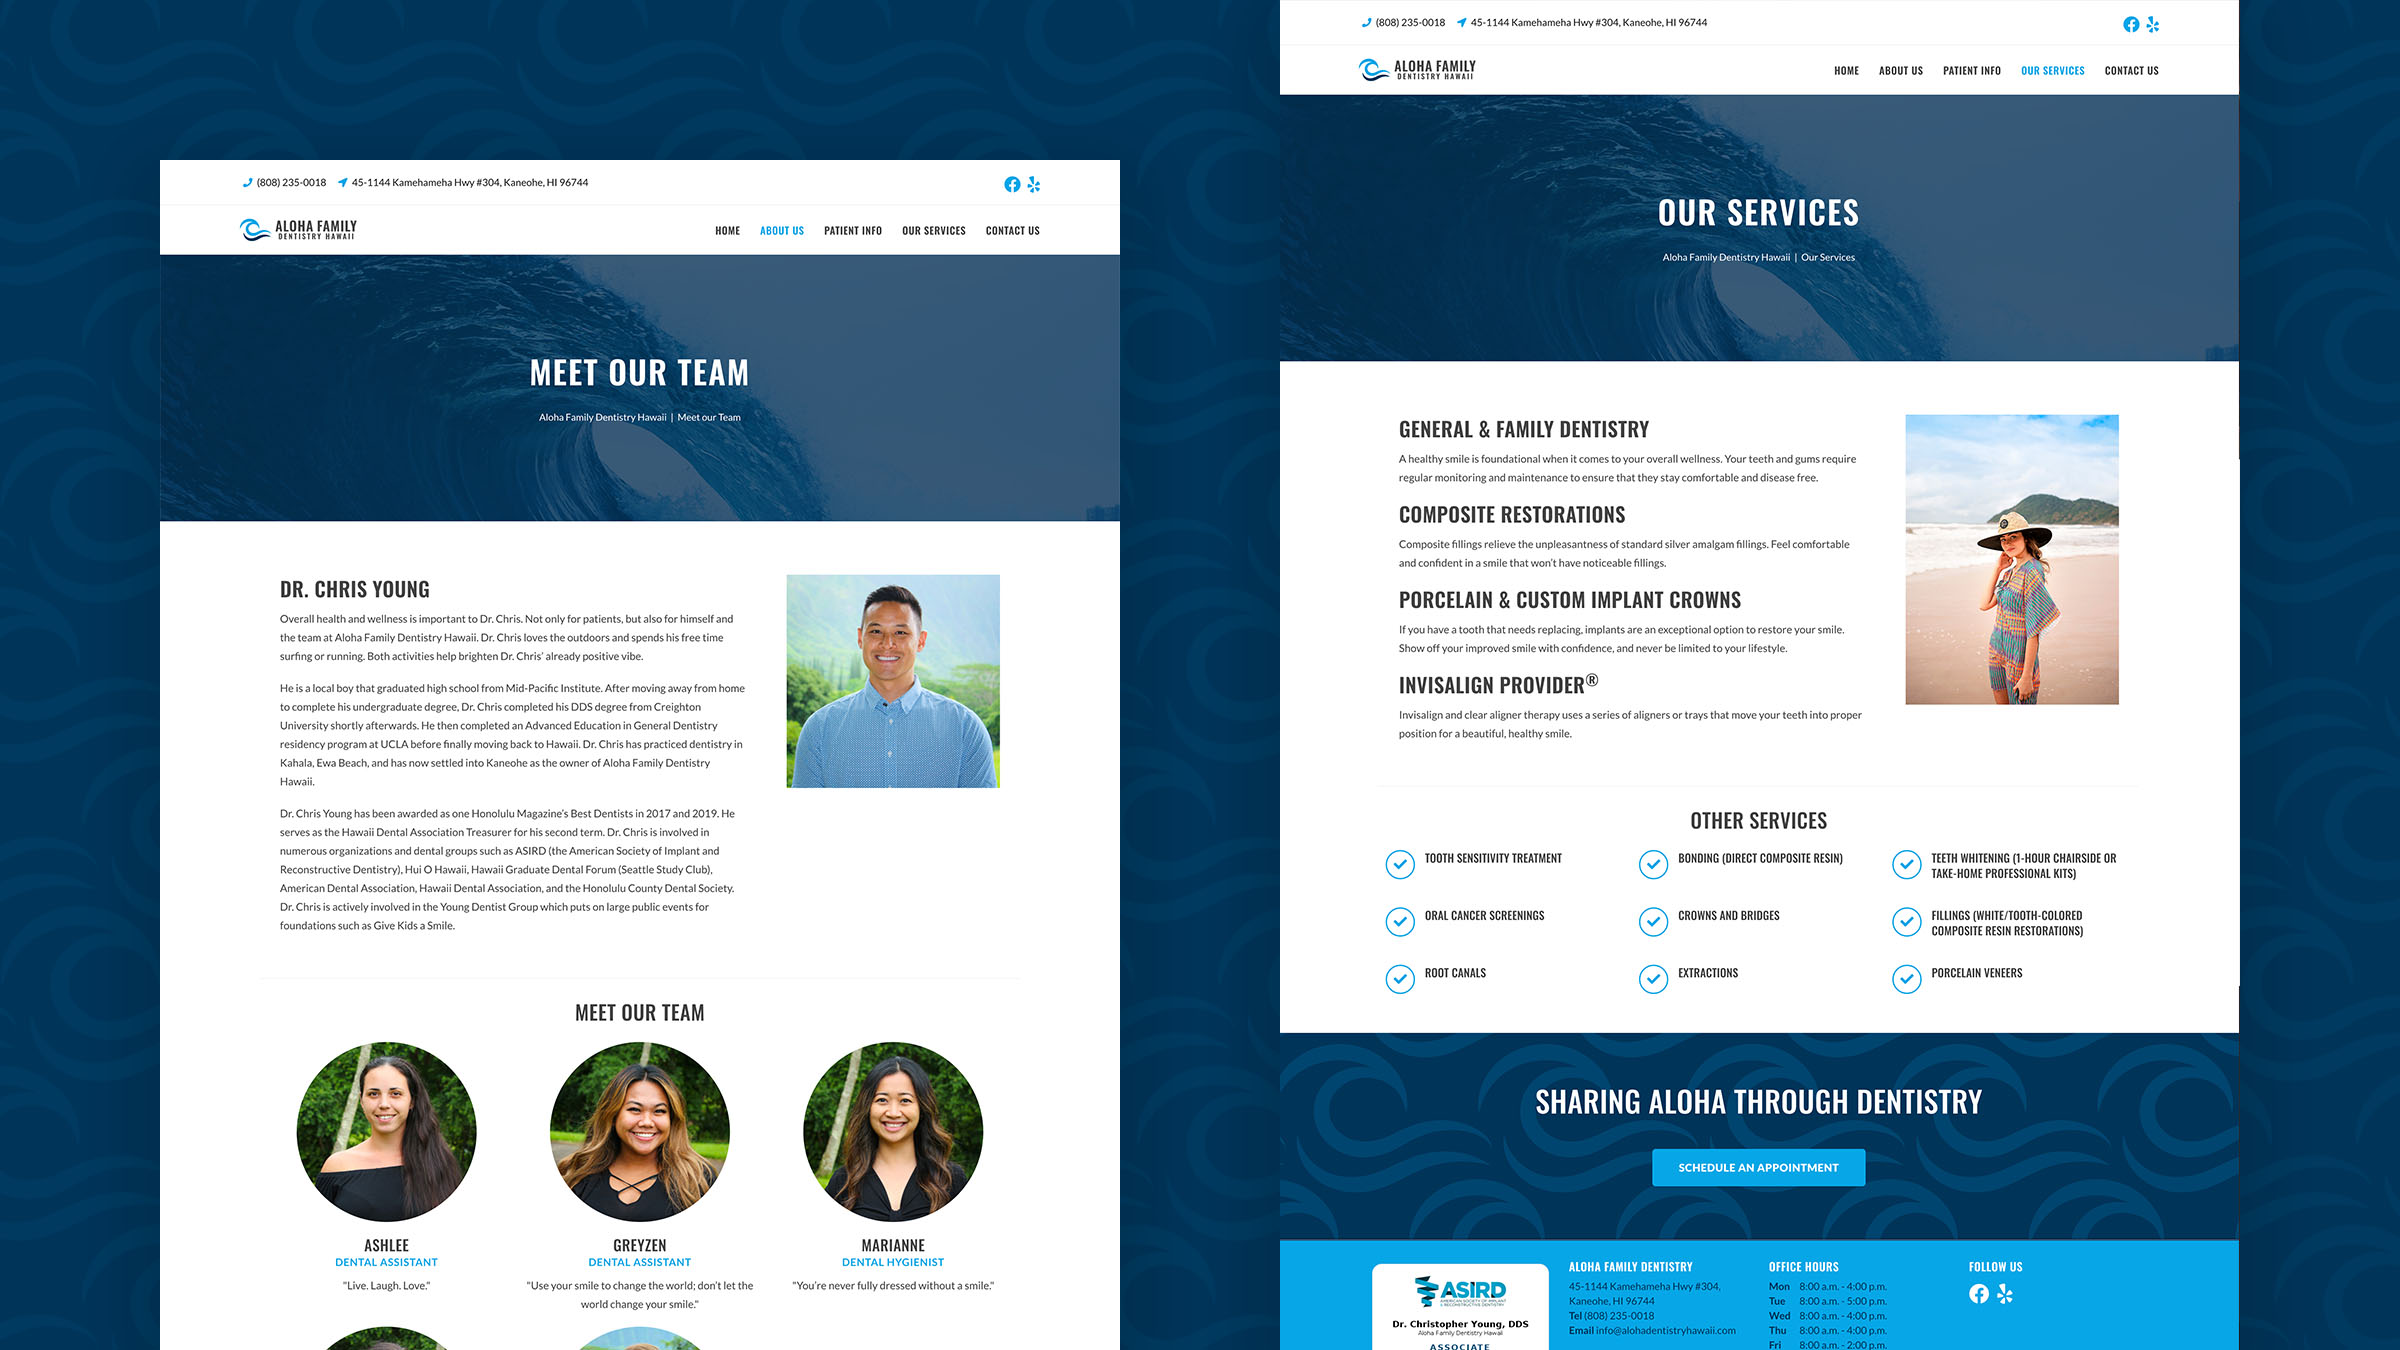 (808) 235-0018 45-1144 Kamehameha Hwy #304, Kaneohe, HI 96744
ALOHA FAMILY
DENTISTRY HAWAII
HOME ABOUT US PATIENT INFO OUR SERVICES CONTACT US
MEET OUR TEAM
Aloha Family Dentistry Hawaii | Meet our Team
DR. CHRIS YOUNG
Overall health and wellness is important to Dr. Chris. Not only for patients, but also for himself and
the team at Aloha Family Dentistry Hawaii. Dr. Chris loves the outdoors and spends his free time
surfing or running. Both activities help brighten Dr. Chris' already positive vibe.
He is a local boy that graduated high school from Mid-Pacific Institute. After moving away from home
to complete his undergraduate degree, Dr. Chris completed his DDS degree from Creighton
University shortly afterwards. He then completed an Advanced Education in General Dentistry
residency program at UCLA before finally moving back to Hawaii. Dr. Chris has practiced dentistry in
Kahala, Ewa Beach, and has now settled into Kaneohe as the owner of Aloha Family Dentistry
Hawaii.
Dr. Chris Young has been awarded as one Honolulu Magazine's Best Dentists in 2017 and 2019. He
serves as the Hawaii Dental Association Treasurer for his second term. Dr. Chris is involved in
numerous organizations and dental groups such as ASIRD (the American Society of Implant and
Reconstructive Dentistry), Hui O Hawaii, Hawaii Graduate Dental Forum (Seattle Study Club),
American Dental Association, Hawaii Dental Association, and the Honolulu County Dental Society.
Dr. Chris is actively involved in the Young Dentist Group which puts on large public events for
foundations such as Give Kids a Smile.
MEET OUR TEAM
ASHLEE
DENTAL ASSISTANT
"Live. Laugh. Love."
GREYZEN
DENTAL ASSISTANT
"Use your smile to change the world; don't let the
world change your smile."
MARIANNE
DENTAL HYGIENIST
"You're never fully dressed without a smile."
(808) 235-0018 45-1144 Kamehameha Hwy #304, Kaneohe, HI 96744
ALOHA FAMILY
DENTISTRY HAWAII
HOME ABOUT US PATIENT INFO OUR SERVICES CONTACT US
OUR SERVICES
Aloha Family Dentistry Hawaii | Our Services
GENERAL & FAMILY DENTISTRY
A healthy smile is foundational when it comes to your overall wellness. Your teeth and gums require
regular monitoring and maintenance to ensure that they stay comfortable and disease free.
COMPOSITE RESTORATIONS
Composite fillings relieve the unpleasantness of standard silver amalgam fillings. Feel comfortable
and confident in a smile that won't have noticeable fillings.
PORCELAIN & CUSTOM IMPLANT CROWNS
If you have a tooth that needs replacing, implants are an exceptional option to restore your smile.
Show off your improved smile with confidence, and never be limited to your lifestyle.
INVISALIGN PROVIDER®
Invisalign and clear aligner therapy uses a series of aligners or trays that move your teeth into proper
position for a beautiful, healthy smile.
OTHER SERVICES
TOOTH SENSITIVITY TREATMENT
BONDING (DIRECT COMPOSITE RESIN)
TEETH WHITENING (1-HOUR CHAIRSIDE OR
TAKE-HOME PROFESSIONAL KITS)
ORAL CANCER SCREENINGS
CROWNS AND BRIDGES
FILLINGS (WHITE/TOOTH-COLORED
COMPOSITE RESIN RESTORATIONS)
ROOT CANALS
EXTRACTIONS
PORCELAIN VENEERS
SHARING ALOHA THROUGH DENTISTRY
SCHEDULE AN APPOINTMENT
ASIRD
AMERICAN SOCIETY OF IMPLANT
& RECONSTRUCTIVE DENTISTRY
Dr. Christopher Young, DDS
Aloha Family Dentistry Hawaii
ASSOCIATE
ALOHA FAMILY DENTISTRY
45-1144 Kamehameha Hwy #304,
Kaneohe, HI 96744
Tel (808) 235-0018
Email info@alohadentistryhawaii.com
OFFICE HOURS
Mon 8:00 a.m. - 4:00 p.m.
Tue 8:00 a.m. - 5:00 p.m.
Wed 8:00 a.m. - 4:00 p.m.
Thu 8:00 a.m. - 4:00 p.m.
Fri 8:00 a.m. - 2:00 p.m.
FOLLOW US